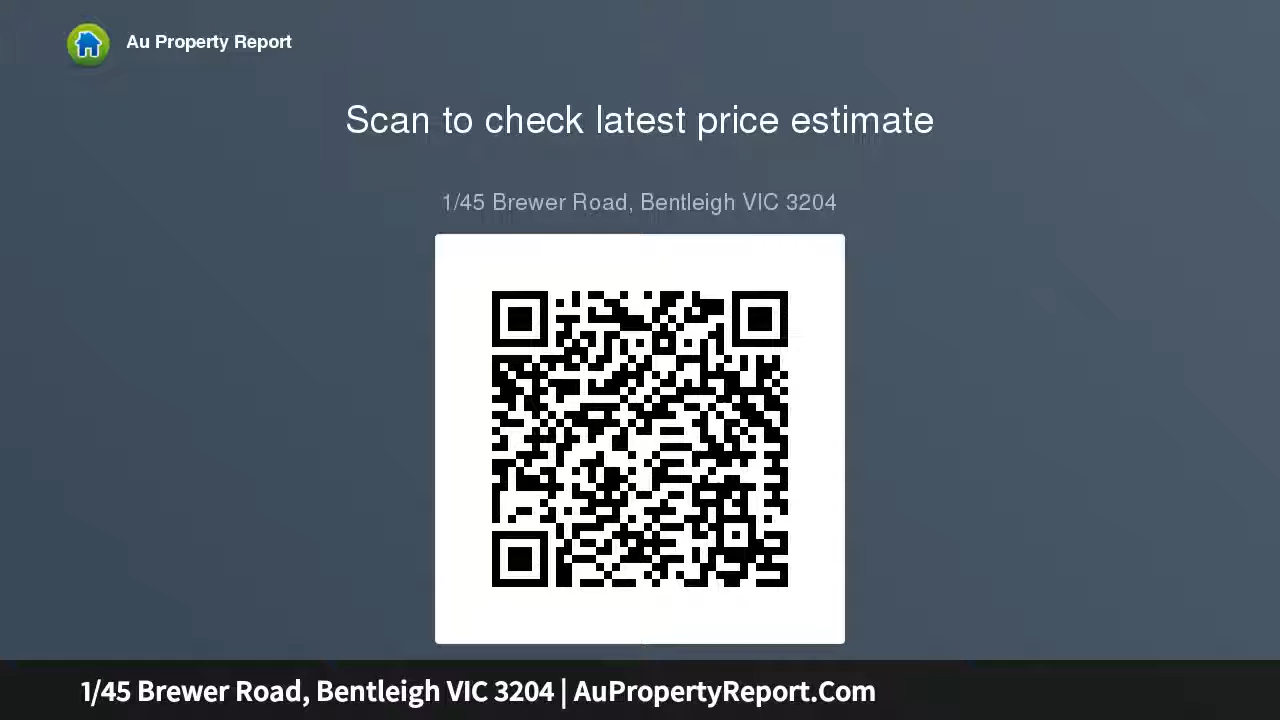 Au Property Report
Scan to check latest price estimate
1/45 Brewer Road, Bentleigh VIC 3204
1/45 Brewer Road, Bentleigh VIC 3204 | AuPropertyReport.Com